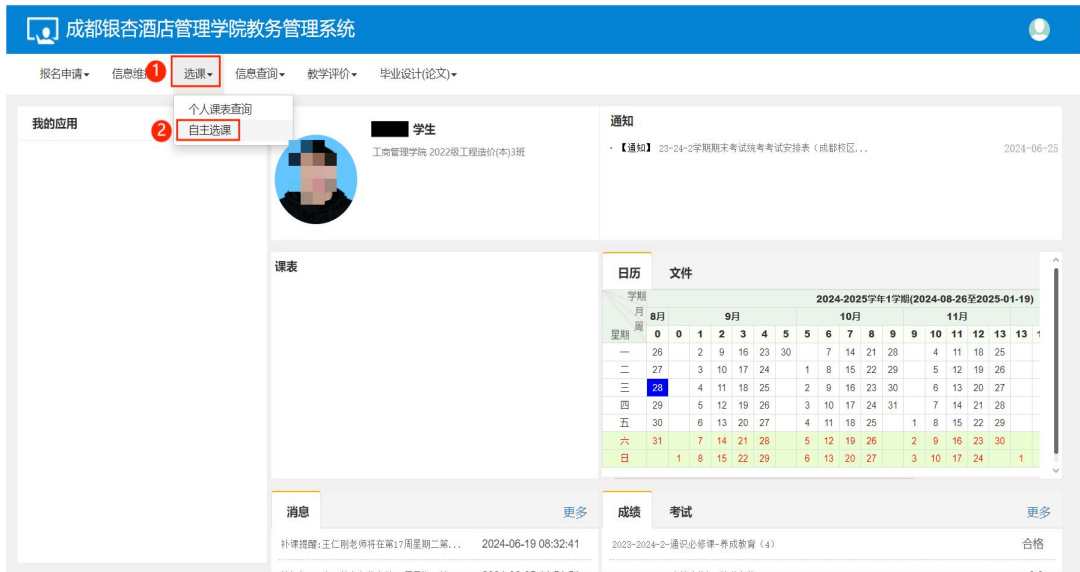 成都银杏酒店管理学院教务管理系统
报名申请 信息维 1 选课 信息查询 教学评价 毕业设计(论文)
个人课表查询
2 自主选课
我的应用
学生
工商管理学院 2022级工程造价(本)3班
通知
·【通知】 23-24-2学期期末考试统考考试安排表（成都校区... 2024-06-25
课表
日历 文件
学期 2024-2025学年1学期(2024-08-26至2025-01-19)
月 8月 9月 10月 11月
周
星期 0 0 1 2 3 4 5 5 6 7 8 9 9 10 11 12 13 13
一 26 2 9 16 23 30 7 14 21 28 4 11 18 25
二 27 3 10 17 24 1 8 15 22 29 5 12 19 26
三 28 4 11 18 25 2 9 16 23 30 6 13 20 27
四 29 5 12 19 26 3 10 17 24 31 7 14 21 28
五 30 6 13 20 27 4 11 18 25 1 8 15 22 29
六 31 7 14 21 28 5 12 19 26 2 9 16 23 30
日 1 8 15 22 29 6 13 20 27 3 10 17 24 1
消息 更多
补课提醒:王仁刚老师将在第17周星期二第... 2024-06-19 08:32:41
成绩 考试 更多
2023-2024-2-通识必修课-养成教育（4） 合格